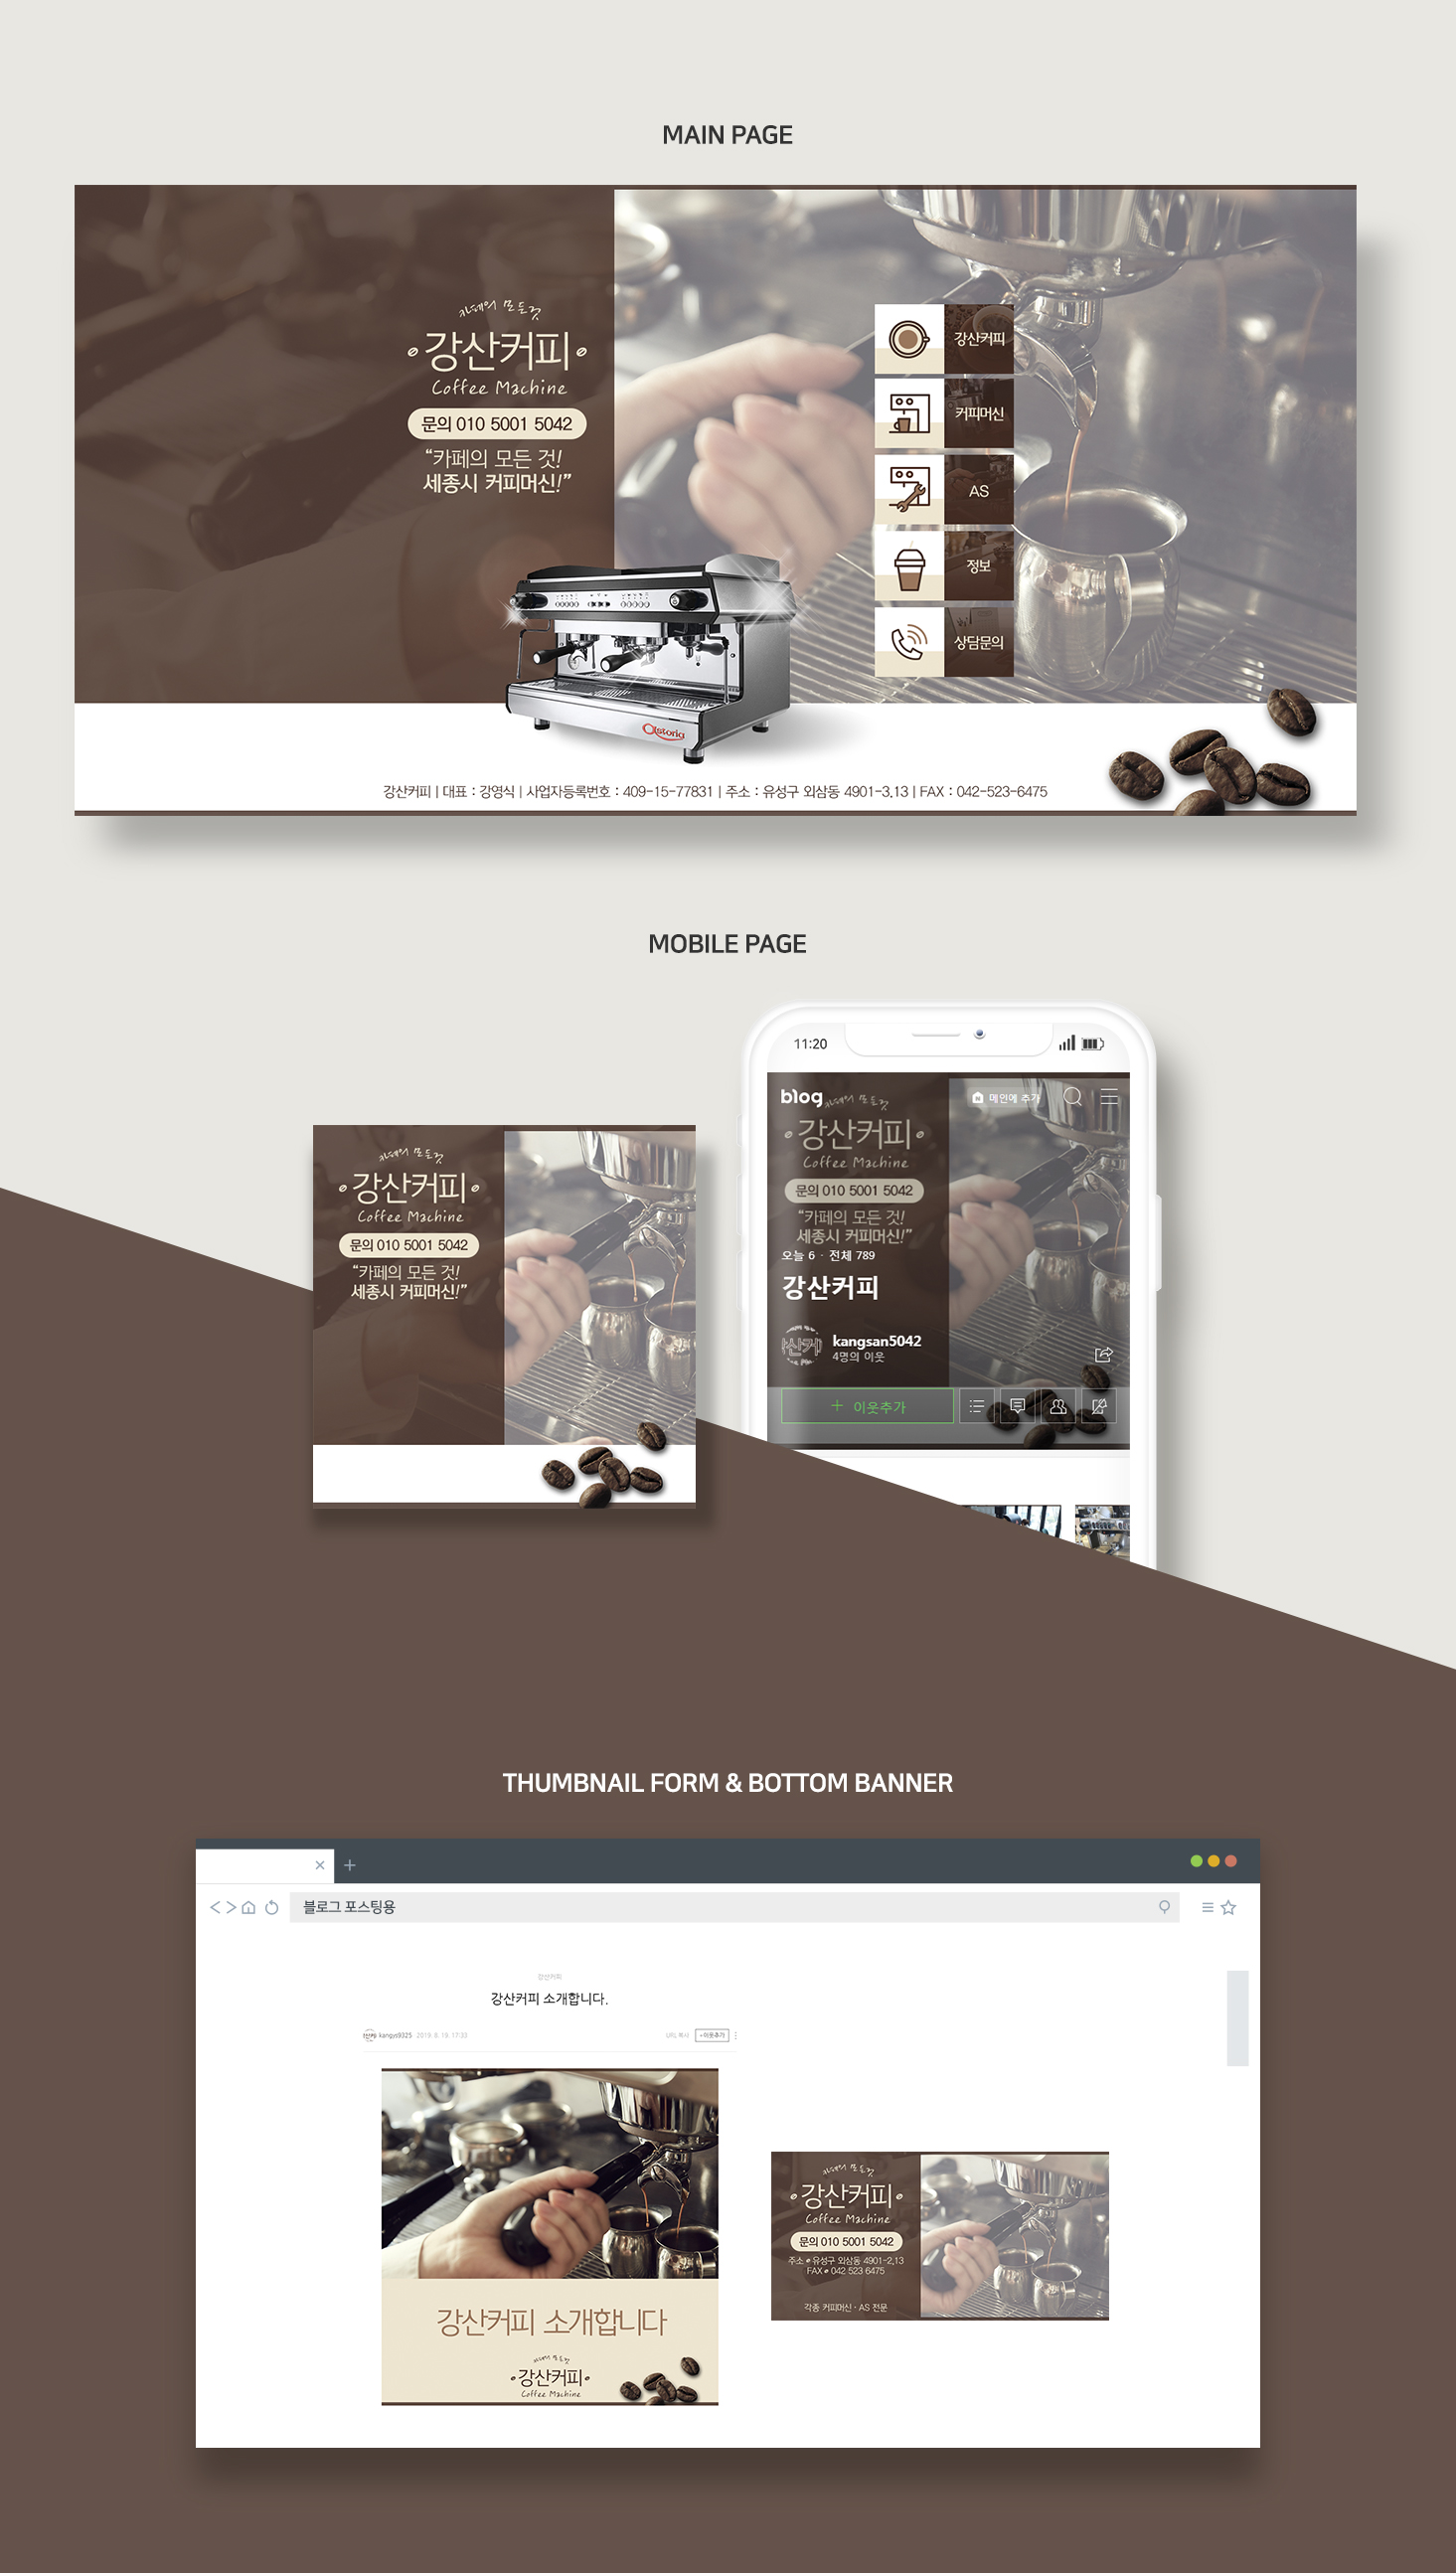 MAIN PAGE
카페의 모든것
강산커피
Coffee Machine
문의 010 5001 5042
“카페의 모든 것!
세종시 커피머신!”
강산커피
커피머신
AS
정보
상담문의
Astoria
강산커피 | 대표 : 강영식 | 사업자등록번호 : 409-15-77831 | 주소 : 유성구 외삼동 4901-3.13 | FAX : 042-523-6475
MOBILE PAGE
카페의 모든것
강산커피
Coffee Machine
문의 010 5001 5042
“카페의 모든 것!
세종시 커피머신!”
11:20
blog
메인에 추가
카페의 모든것
강산커피
Coffee Machine
문의 010 5001 5042
“카페의 모든 것!
세종시 커피머신!”
오늘 6 · 전체 789
강산커피
산커
kangsan5042
4명의 이웃
+ 이웃추가
THUMBNAIL FORM & BOTTOM BANNER
블로그 포스팅용
강산커피
강산커피 소개합니다.
kangys9325 2019. 8. 19. 17:33
URL 복사 +이웃추가
강산커피 소개합니다
카페의 모든것
강산커피
Coffee Machine
카페의 모든것
강산커피
Coffee Machine
문의 010 5001 5042
주소 유성구 외삼동 4901-2,13
FAX 042 523 6475
각종 커피머신 · AS 전문